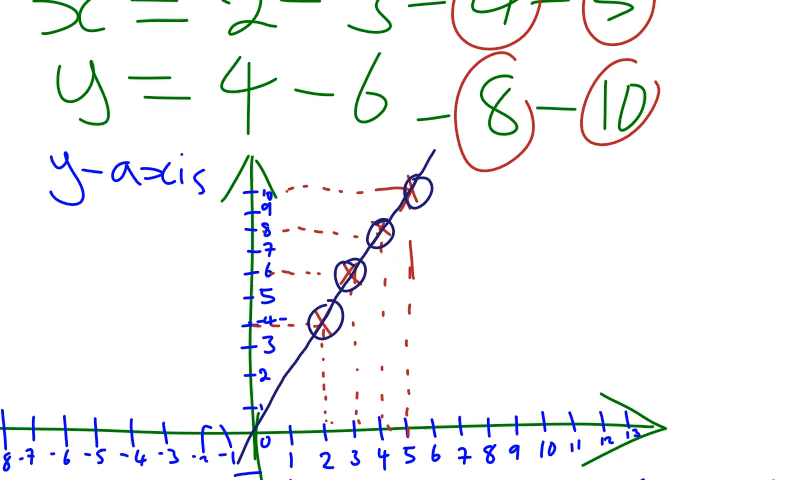 x = 2 - 3 - 4 - 5
y = 4 - 6 - 8 - 10
y-axis
10
9
8
7
6
5
4
3
2
1
-8 -7 -6 -5 -4 -3 -2 -1 0 1 2 3 4 5 6 7 8 9 10 11 12 13